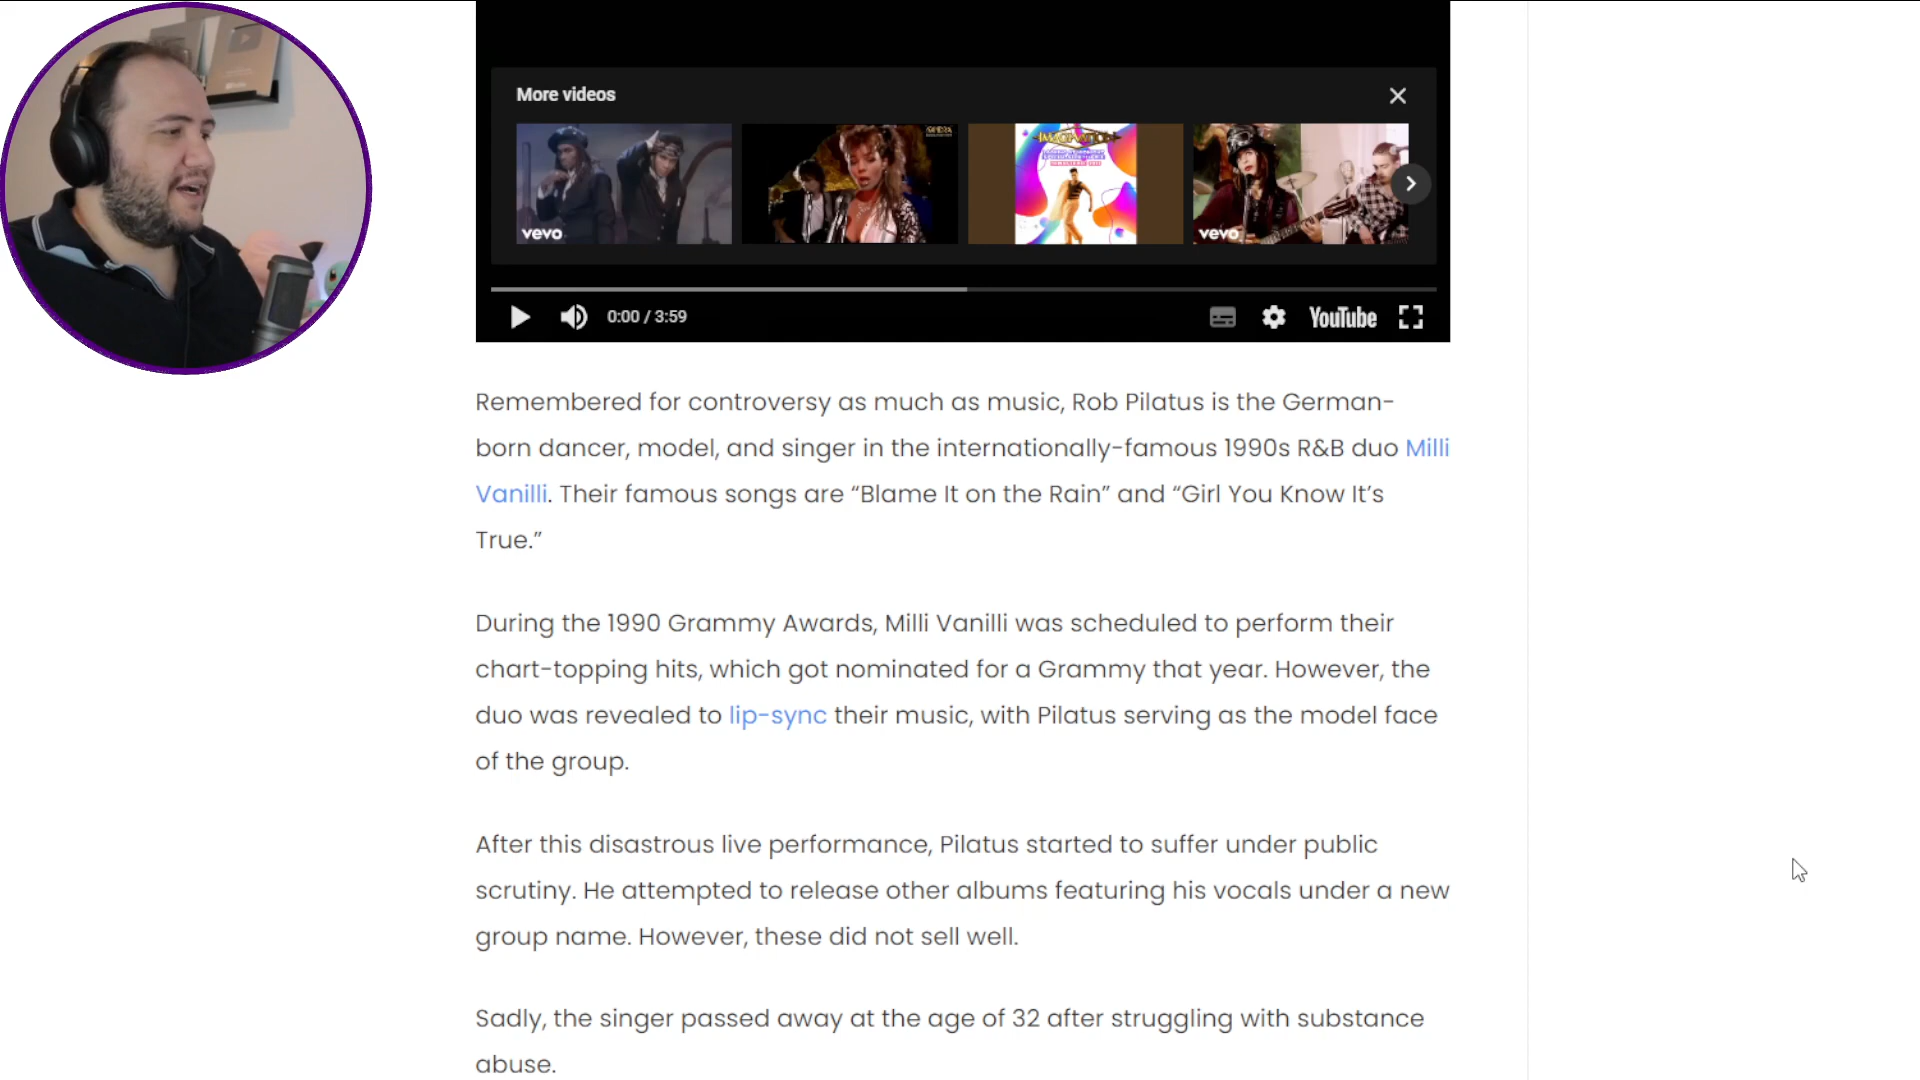 More videos
vevo
vevo
0:00 / 3:59
YouTube
Remembered for controversy as much as music, Rob Pilatus is the German-
born dancer, model, and singer in the internationally-famous 1990s R&B duo Milli
Vanilli. Their famous songs are “Blame It on the Rain” and “Girl You Know It’s
True.”
During the 1990 Grammy Awards, Milli Vanilli was scheduled to perform their
chart-topping hits, which got nominated for a Grammy that year. However, the
duo was revealed to lip-sync their music, with Pilatus serving as the model face
of the group.
After this disastrous live performance, Pilatus started to suffer under public
scrutiny. He attempted to release other albums featuring his vocals under a new
group name. However, these did not sell well.
Sadly, the singer passed away at the age of 32 after struggling with substance
abuse.